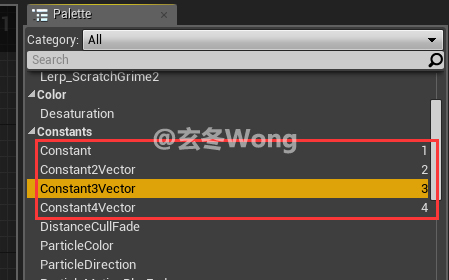 Palette
Category: All
Search
Lerp_ScratchGrime2
Color
Desaturation
Constants
@玄冬Wong
Constant 1
Constant2Vector 2
Constant3Vector 3
Constant4Vector 4
DistanceCullFade
ParticleColor
ParticleDirection